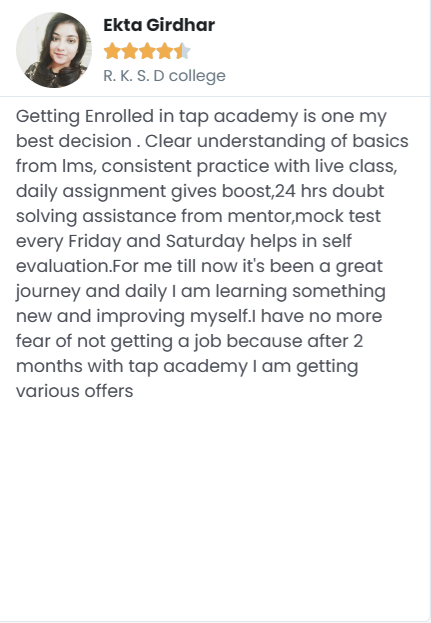 Ekta Girdhar
R. K. S. D college
Getting Enrolled in tap academy is one my
best decision . Clear understanding of basics
from lms, consistent practice with live class,
daily assignment gives boost,24 hrs doubt
solving assistance from mentor,mock test
every Friday and Saturday helps in self
evaluation.For me till now it's been a great
journey and daily I am learning something
new and improving myself.I have no more
fear of not getting a job because after 2
months with tap academy I am getting
various offers